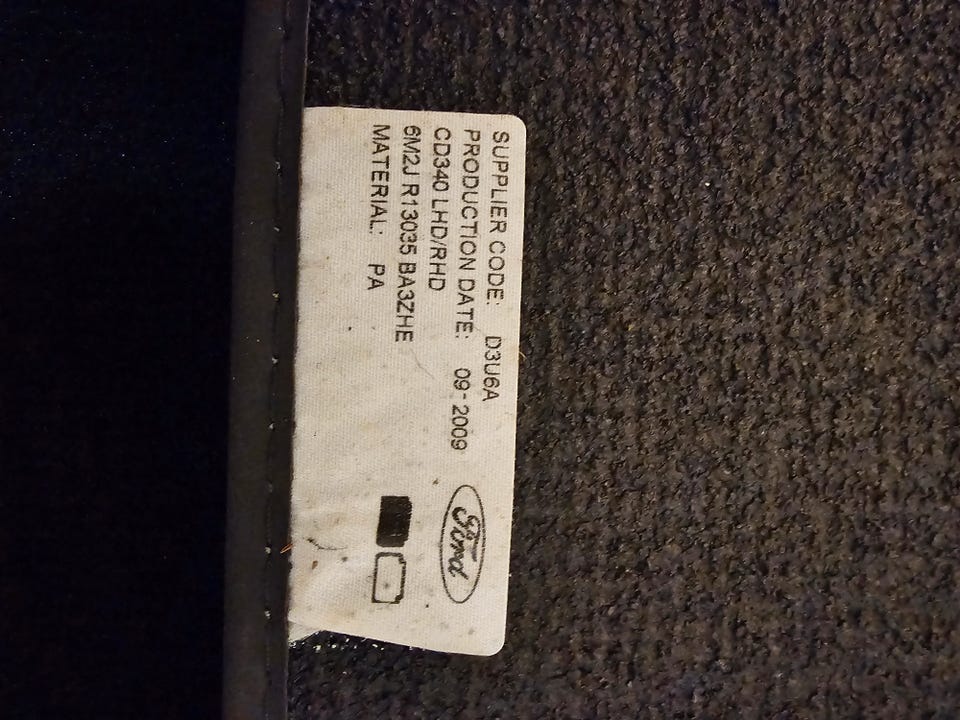 SUPPLIER CODE: D3U6A
PRODUCTION DATE: 09-2009
CD340 LHD/RHD
6M2J R13035 BA3ZHE
MATERIAL: PA
Ford